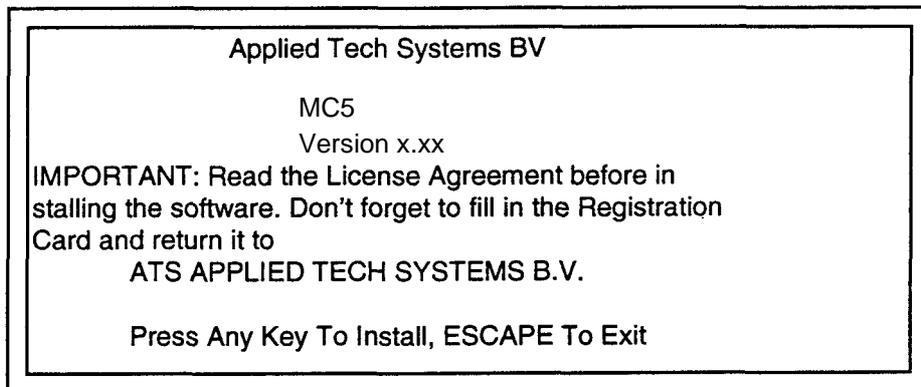 Applied Tech Systems BV
MC5
Version x.xx
IMPORTANT: Read the License Agreement before in
stalling the software. Don't forget to fill in the Registration
Card and return it to
ATS APPLIED TECH SYSTEMS B.V.
Press Any Key To Install, ESCAPE To Exit